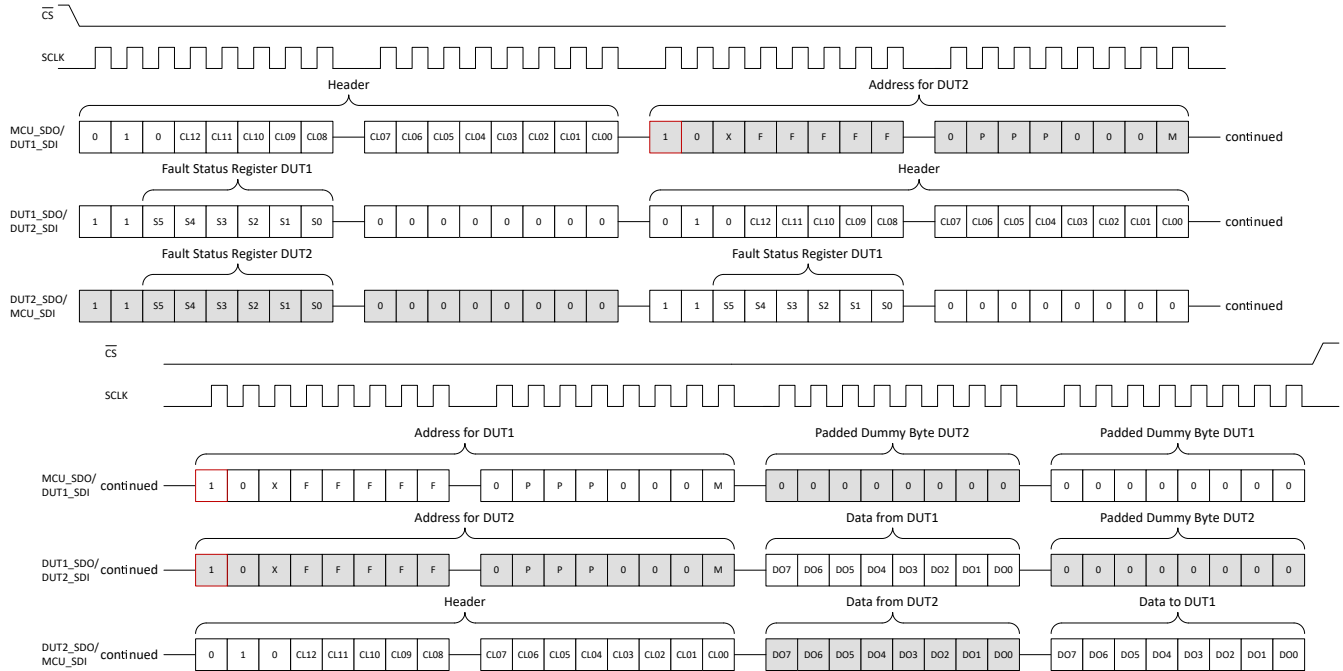 CS
SCLK
Header Address for DUT2
MCU_SDO/
DUT1_SDI
0 1 0 CL12 CL11 CL10 CL09 CL08 CL07 CL06 CL05 CL04 CL03 CL02 CL01 CL00 1 0 X F F F F F 0 P P P 0 0 0 M continued
Fault Status Register DUT1 Header
DUT1_SDO/
DUT2_SDI
1 1 S5 S4 S3 S2 S1 S0 0 0 0 0 0 0 0 0 0 1 0 CL12 CL11 CL10 CL09 CL08 CL07 CL06 CL05 CL04 CL03 CL02 CL01 CL00 continued
Fault Status Register DUT2 Fault Status Register DUT1
DUT2_SDO/
MCU_SDI
1 1 S5 S4 S3 S2 S1 S0 0 0 0 0 0 0 0 0 1 1 S5 S4 S3 S2 S1 S0 0 0 0 0 0 0 0 0 continued
CS
SCLK
Address for DUT1 Padded Dummy Byte DUT2 Padded Dummy Byte DUT1
MCU_SDO/
DUT1_SDI
continued 1 0 X F F F F F 0 P P P 0 0 0 M 0 0 0 0 0 0 0 0 0 0 0 0 0 0 0 0
Address for DUT2 Data from DUT1 Padded Dummy Byte DUT2
DUT1_SDO/
DUT2_SDI
continued 1 0 X F F F F F 0 P P P 0 0 0 M DO7 DO6 DO5 DO4 DO3 DO2 DO1 DO0 0 0 0 0 0 0 0 0
Header Data from DUT2 Data to DUT1
DUT2_SDO/
MCU_SDI
continued 0 1 0 CL12 CL11 CL10 CL09 CL08 CL07 CL06 CL05 CL04 CL03 CL02 CL01 CL00 DO7 DO6 DO5 DO4 DO3 DO2 DO1 DO0 DO7 DO6 DO5 DO4 DO3 DO2 DO1 DO0